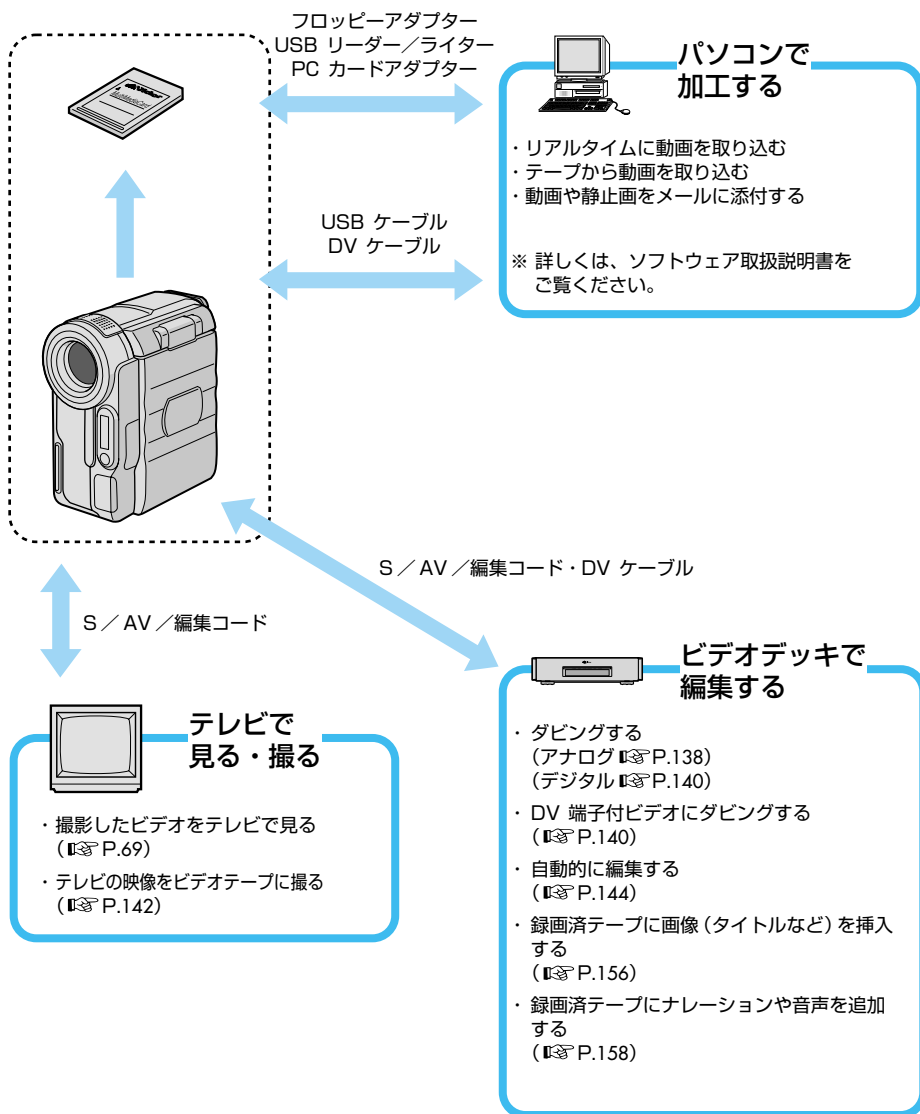 フロッピーアダプター
USB リーダー／ライター
PC カードアダプター
パソコンで
加工する
・リアルタイムに動画を取り込む
・テープから動画を取り込む
・動画や静止画をメールに添付する
※ 詳しくは、ソフトウェア取扱説明書を
ご覧ください。
USB ケーブル
DV ケーブル
S／AV／編集コード・DV ケーブル
S／AV／編集コード
テレビで
見る・撮る
・撮影したビデオをテレビで見る
（☞P.69）
・テレビの映像をビデオテープに撮る
（☞P.142）
ビデオデッキで
編集する
・ダビングする
（アナログ☞P.138）
（デジタル☞P.140）
・DV 端子付ビデオにダビングする
（☞P.140）
・自動的に編集する
（☞P.144）
・録画済テープに画像（タイトルなど）を挿入
する
（☞P.156）
・録画済テープにナレーションや音声を追加
する
（☞P.158）